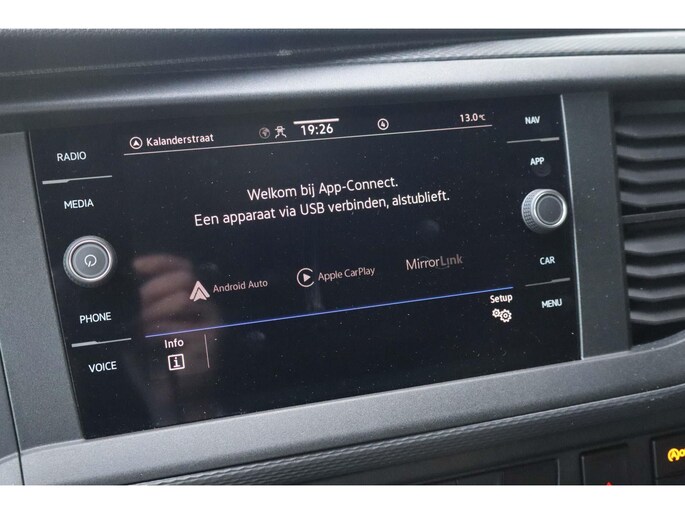 Kalanderstraat
19:26
4
13.0°C
NAV
RADIO
APP
MEDIA
Welkom bij App-Connect.
Een apparaat via USB verbinden, alstublieft.
Android Auto
Apple CarPlay
MirrorLink
CAR
PHONE
Setup
MENU
Info
VOICE